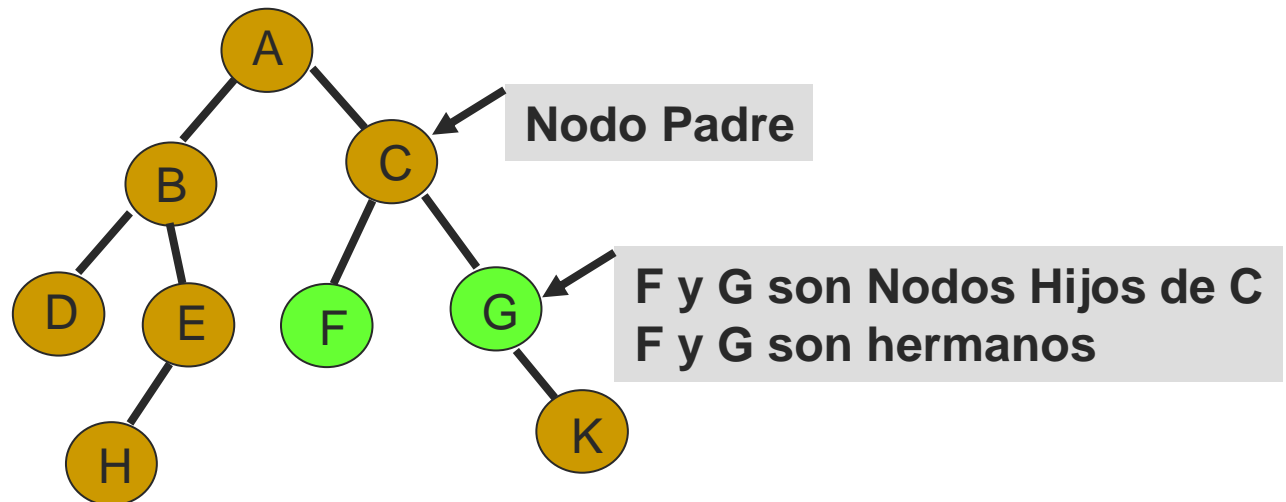 A
Nodo Padre
B
C
D
E
F
G
F y G son Nodos Hijos de C
F y G son hermanos
H
K